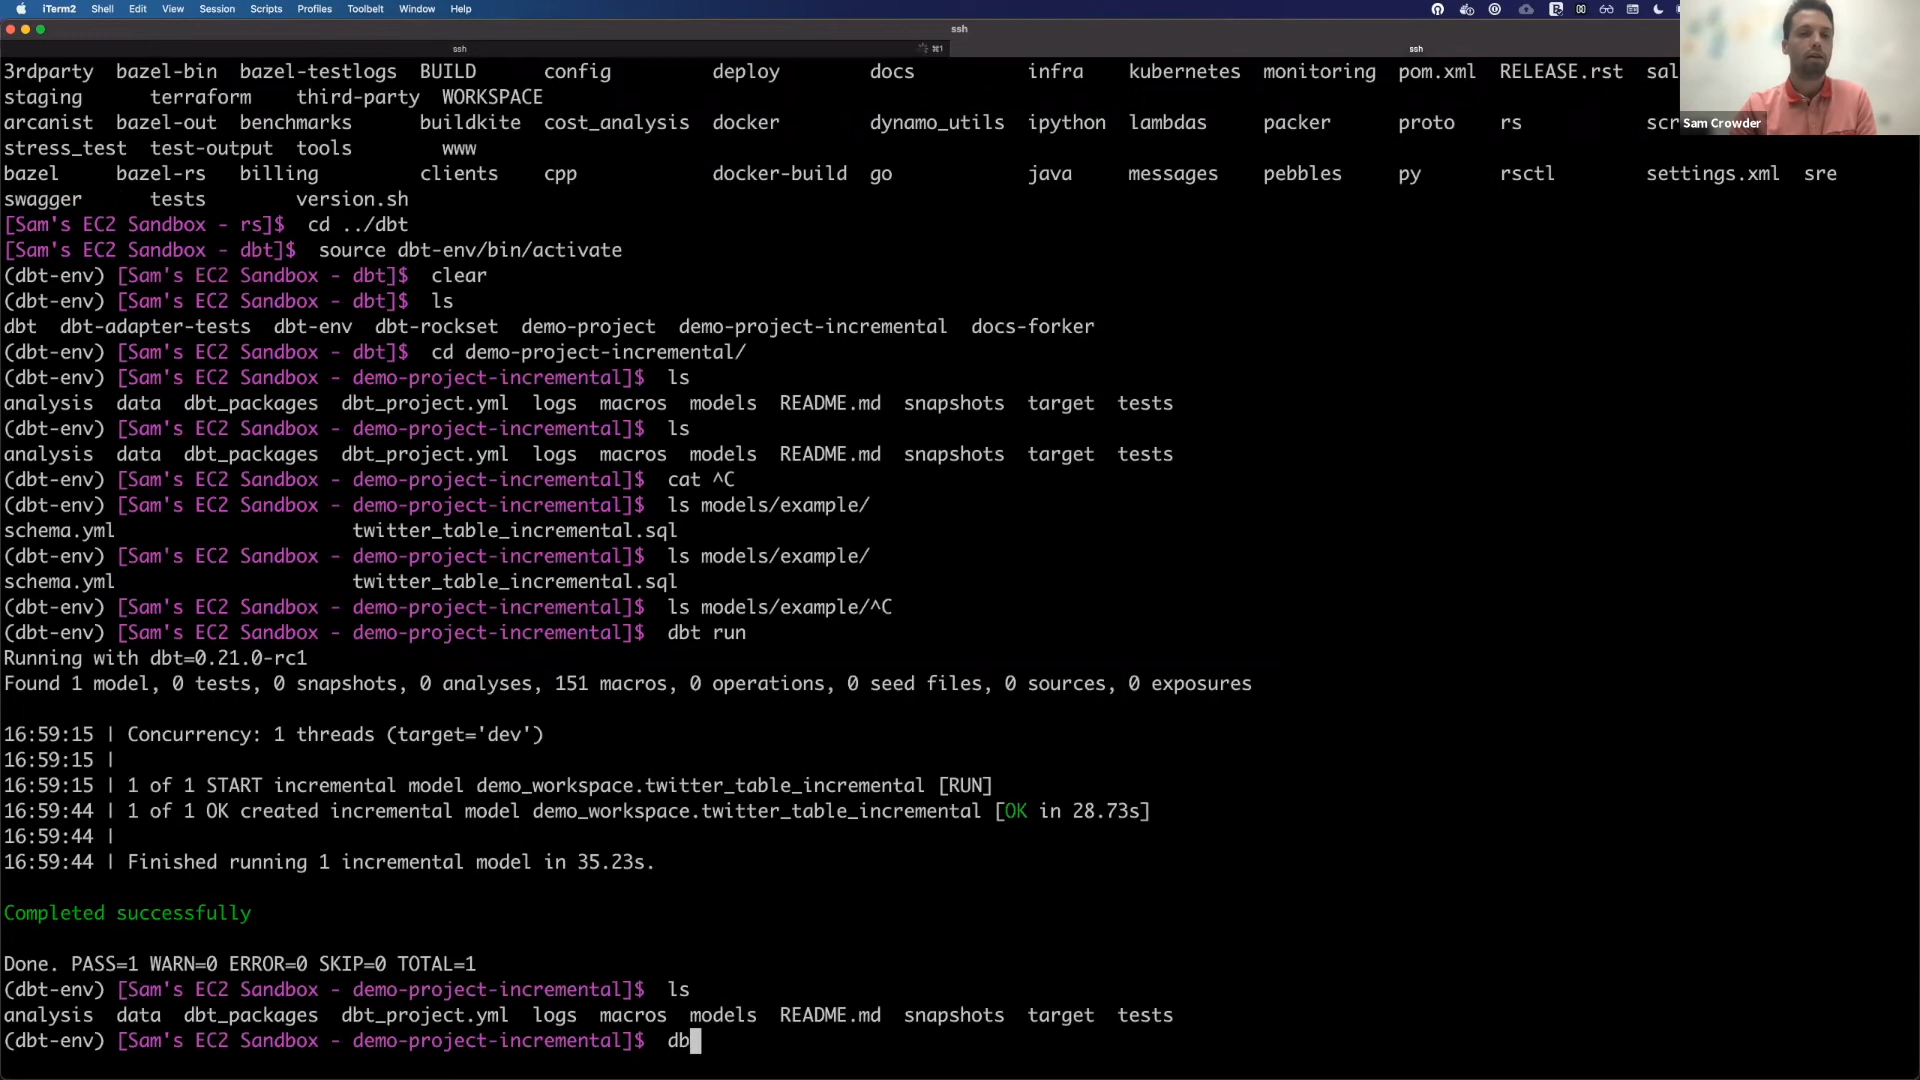 iTerm2 Shell Edit View Session Scripts Profiles Toolbelt Window Help
ssh
ssh ⌘1 ssh
3rdparty bazel-bin bazel-testlogs BUILD config deploy docs infra kubernetes monitoring pom.xml RELEASE.rst sal
staging terraform third-party WORKSPACE
arcanist bazel-out benchmarks buildkite cost_analysis docker dynamo_utils ipython lambdas packer proto rs scr
Sam Crowder
stress_test test-output tools www
bazel bazel-rs billing clients cpp docker-build go java messages pebbles py rsctl settings.xml sre
swagger tests version.sh
[Sam's EC2 Sandbox - rs]$ cd ../dbt
[Sam's EC2 Sandbox - dbt]$ source dbt-env/bin/activate
(dbt-env) [Sam's EC2 Sandbox - dbt]$ clear
(dbt-env) [Sam's EC2 Sandbox - dbt]$ ls
dbt dbt-adapter-tests dbt-env dbt-rockset demo-project demo-project-incremental docs-forker
(dbt-env) [Sam's EC2 Sandbox - dbt]$ cd demo-project-incremental/
(dbt-env) [Sam's EC2 Sandbox - demo-project-incremental]$ ls
analysis data dbt_packages dbt_project.yml logs macros models README.md snapshots target tests
(dbt-env) [Sam's EC2 Sandbox - demo-project-incremental]$ ls
analysis data dbt_packages dbt_project.yml logs macros models README.md snapshots target tests
(dbt-env) [Sam's EC2 Sandbox - demo-project-incremental]$ cat ^C
(dbt-env) [Sam's EC2 Sandbox - demo-project-incremental]$ ls models/example/
schema.yml twitter_table_incremental.sql
(dbt-env) [Sam's EC2 Sandbox - demo-project-incremental]$ ls models/example/
schema.yml twitter_table_incremental.sql
(dbt-env) [Sam's EC2 Sandbox - demo-project-incremental]$ ls models/example/^C
(dbt-env) [Sam's EC2 Sandbox - demo-project-incremental]$ dbt run
Running with dbt=0.21.0-rc1
Found 1 model, 0 tests, 0 snapshots, 0 analyses, 151 macros, 0 operations, 0 seed files, 0 sources, 0 exposures
16:59:15 | Concurrency: 1 threads (target='dev')
16:59:15 |
16:59:15 | 1 of 1 START incremental model demo_workspace.twitter_table_incremental [RUN]
16:59:44 | 1 of 1 OK created incremental model demo_workspace.twitter_table_incremental [OK in 28.73s]
16:59:44 |
16:59:44 | Finished running 1 incremental model in 35.23s.
Completed successfully
Done. PASS=1 WARN=0 ERROR=0 SKIP=0 TOTAL=1
(dbt-env) [Sam's EC2 Sandbox - demo-project-incremental]$ ls
analysis data dbt_packages dbt_project.yml logs macros models README.md snapshots target tests
(dbt-env) [Sam's EC2 Sandbox - demo-project-incremental]$ db